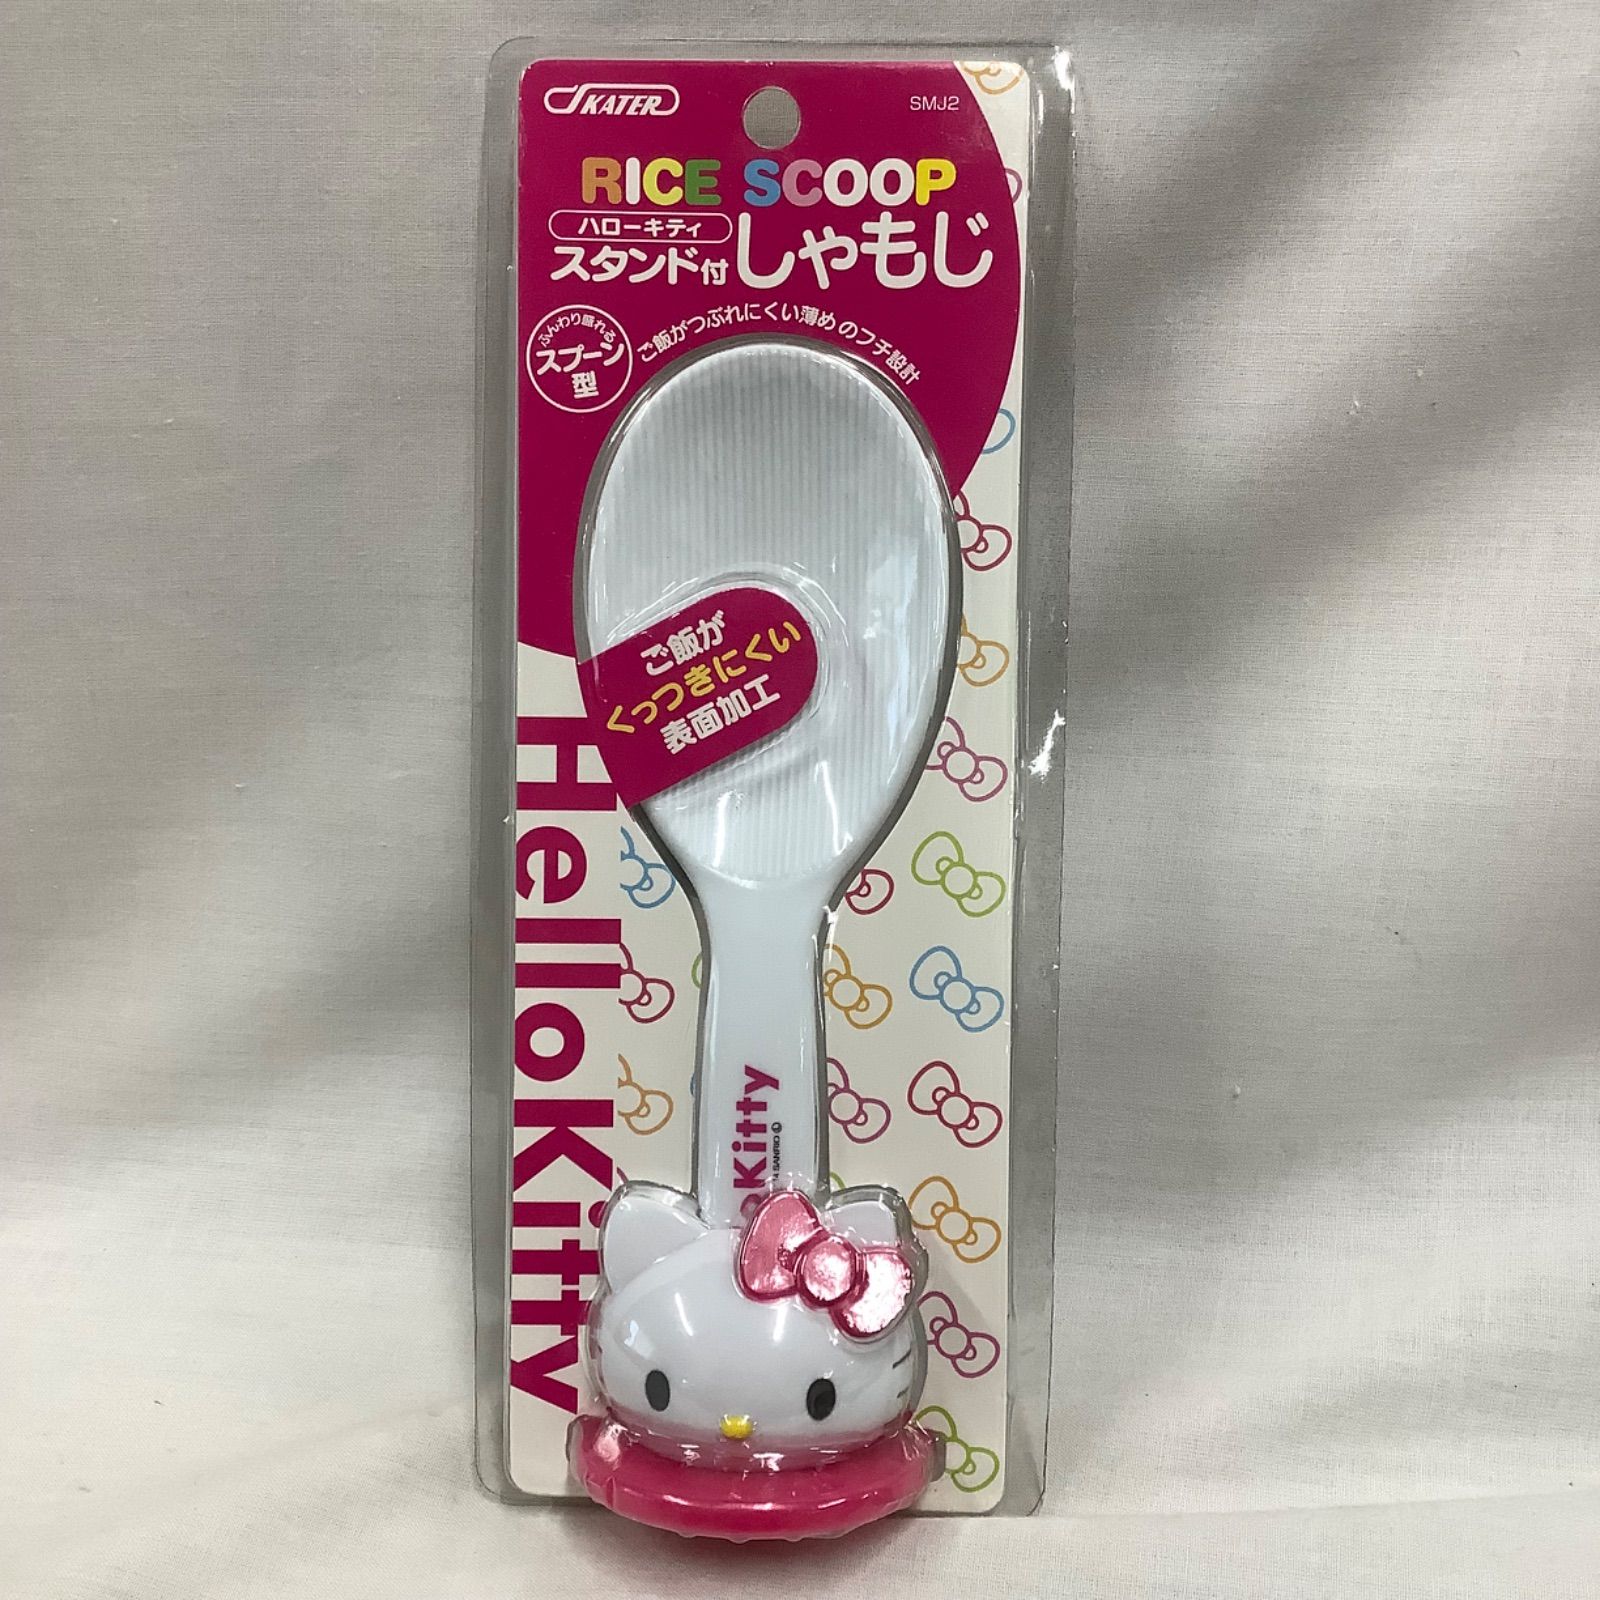 SKATER
SMJ2
RICE SCOOP
ハローキティ
スタンド付
しゃもじ
ふんわり盛れる
スプーン
型
ご飯がつぶれにくい薄めのフチ設計
ご飯が
くっつきにくい
表面加工
HelloKitty
oKitty
SANRIO